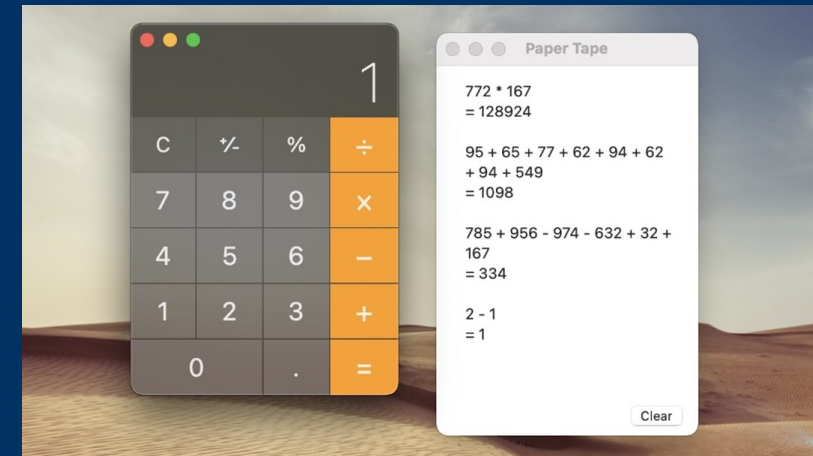 1
C +/- % ÷
7 8 9 ×
4 5 6 −
1 2 3 +
0 . =
Paper Tape
772 * 167
= 128924
95 + 65 + 77 + 62 + 94 + 62
+ 94 + 549
= 1098
785 + 956 - 974 - 632 + 32 +
167
= 334
2 - 1
= 1
Clear